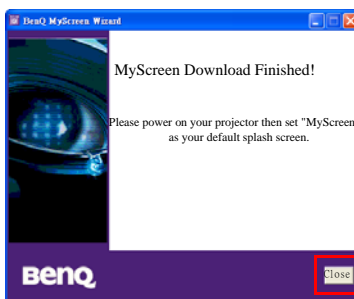 BenQ MyScreen Wizard
MyScreen Download Finished!
Please power on your projector then set "MyScreen
as your default splash screen.
BenQ
Close